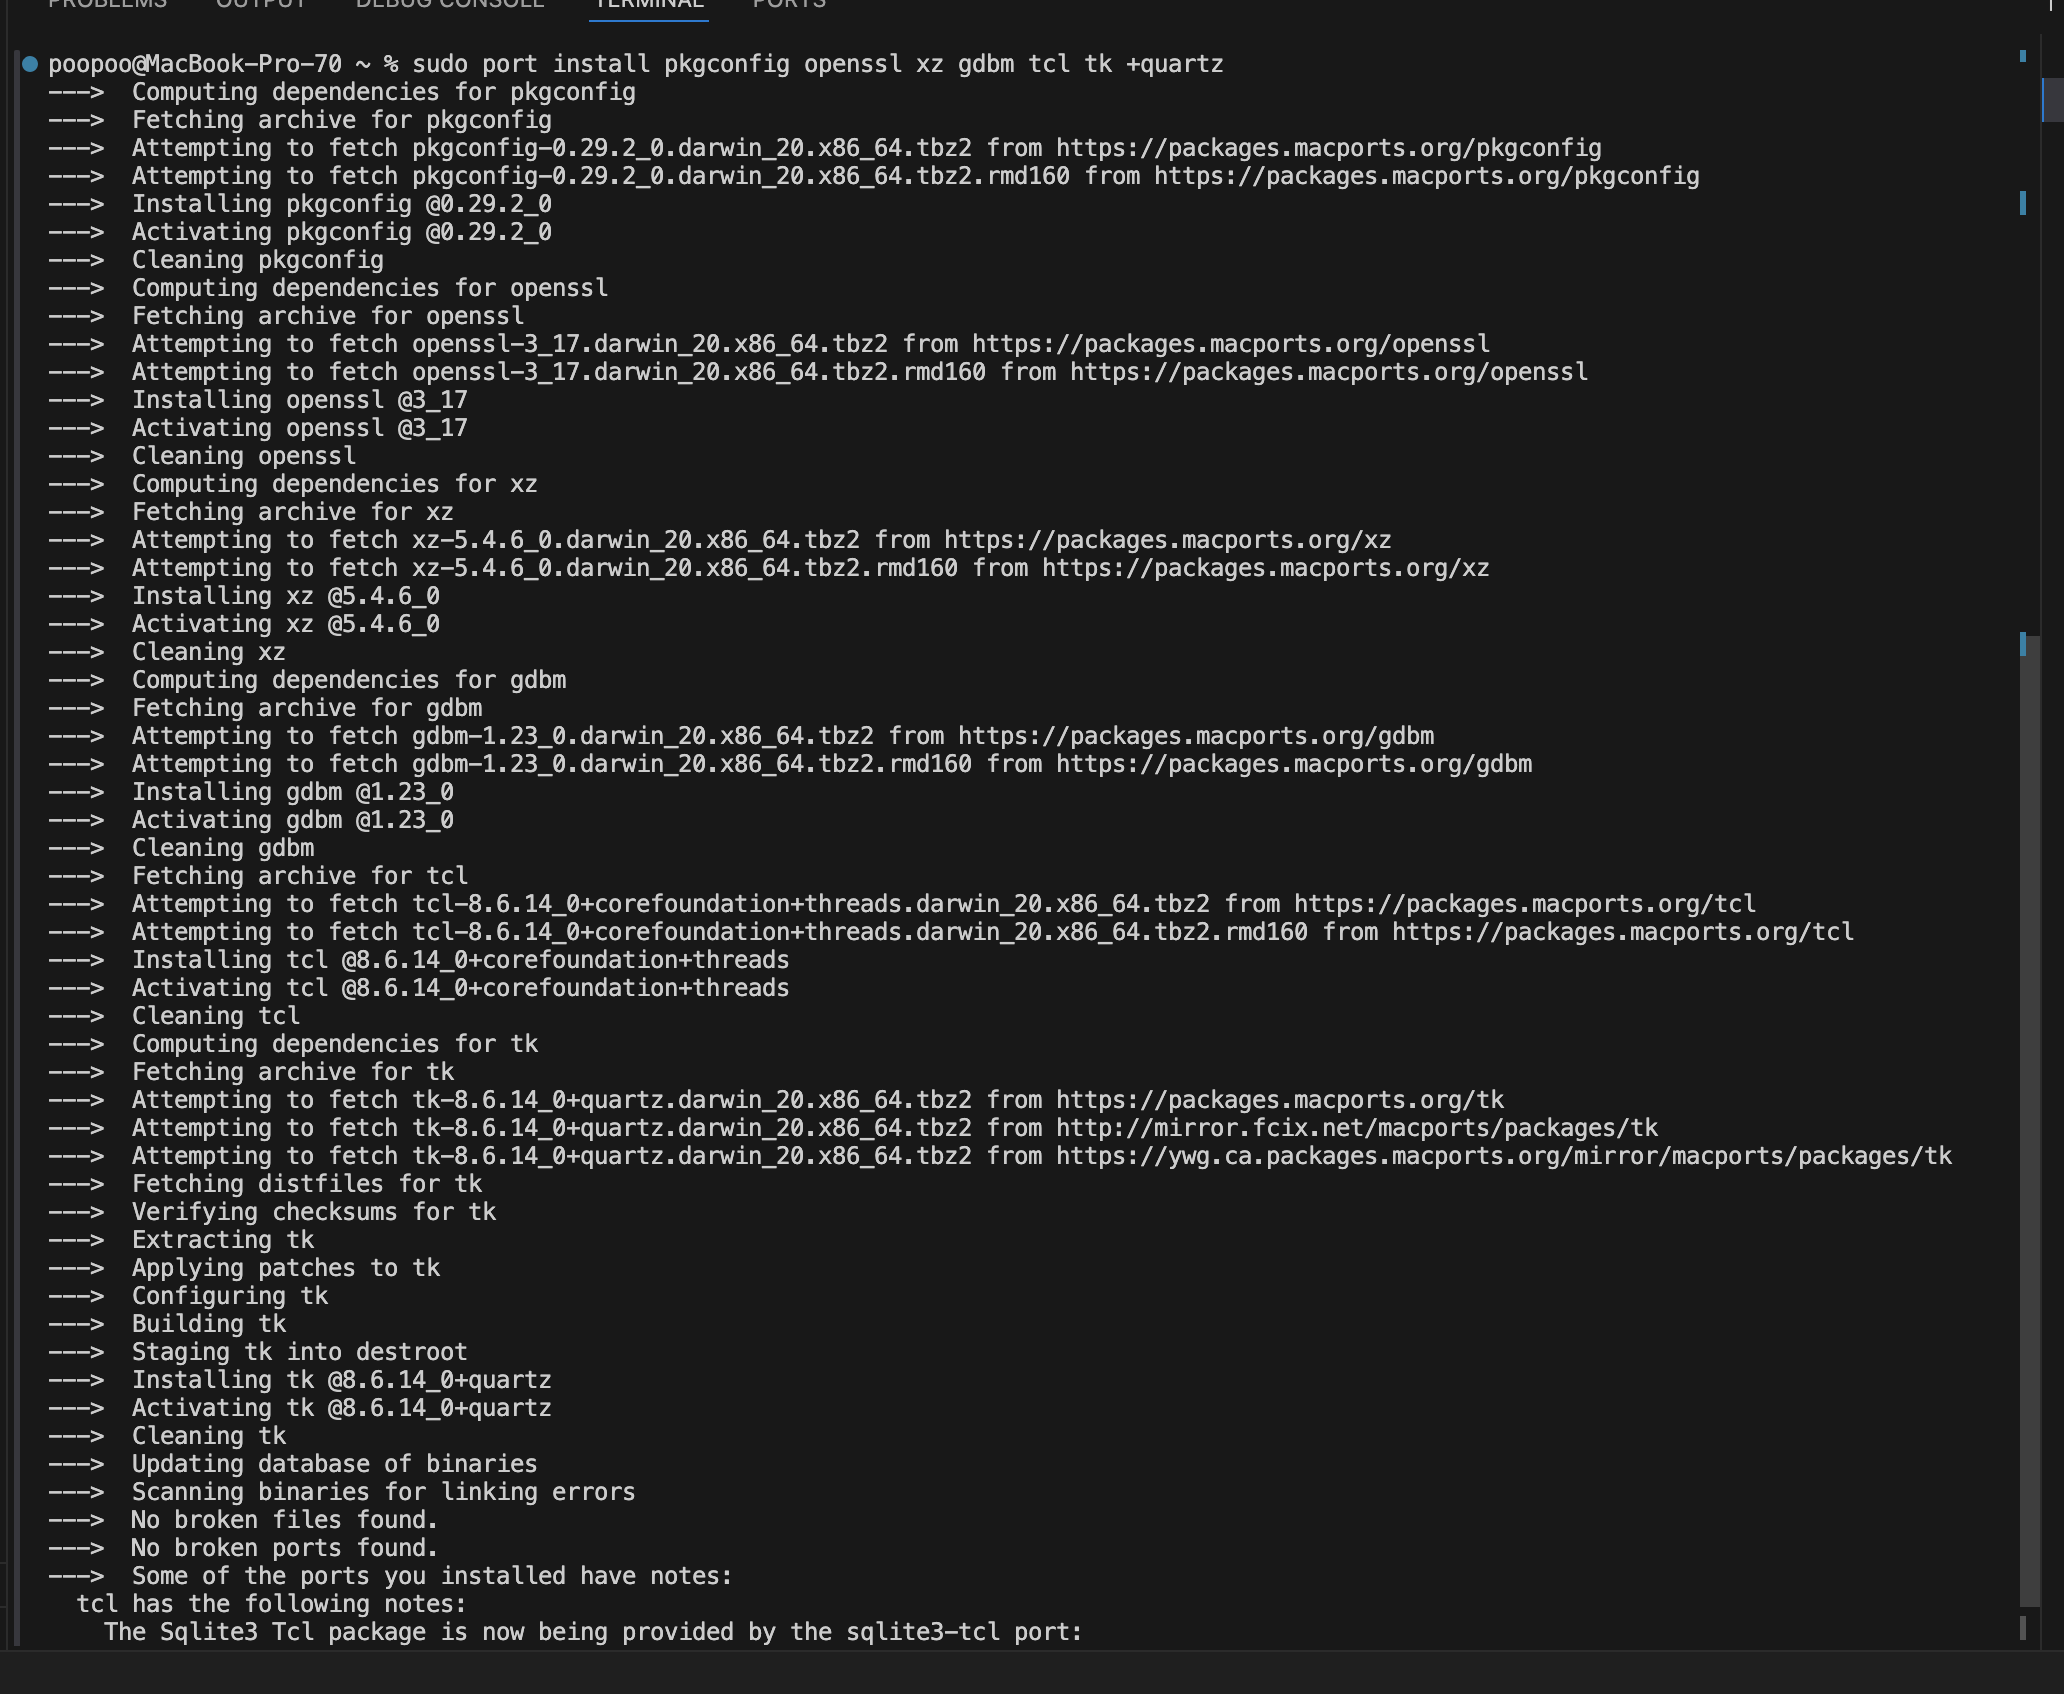 PROBLEMS OUTPUT DEBUG CONSOLE TERMINAL PORTS
poopoo@MacBook-Pro-70 ~ % sudo port install pkgconfig openssl xz gdbm tcl tk +quartz
---> Computing dependencies for pkgconfig
---> Fetching archive for pkgconfig
---> Attempting to fetch pkgconfig-0.29.2_0.darwin_20.x86_64.tbz2 from https://packages.macports.org/pkgconfig
---> Attempting to fetch pkgconfig-0.29.2_0.darwin_20.x86_64.tbz2.rmd160 from https://packages.macports.org/pkgconfig
---> Installing pkgconfig @0.29.2_0
---> Activating pkgconfig @0.29.2_0
---> Cleaning pkgconfig
---> Computing dependencies for openssl
---> Fetching archive for openssl
---> Attempting to fetch openssl-3_17.darwin_20.x86_64.tbz2 from https://packages.macports.org/openssl
---> Attempting to fetch openssl-3_17.darwin_20.x86_64.tbz2.rmd160 from https://packages.macports.org/openssl
---> Installing openssl @3_17
---> Activating openssl @3_17
---> Cleaning openssl
---> Computing dependencies for xz
---> Fetching archive for xz
---> Attempting to fetch xz-5.4.6_0.darwin_20.x86_64.tbz2 from https://packages.macports.org/xz
---> Attempting to fetch xz-5.4.6_0.darwin_20.x86_64.tbz2.rmd160 from https://packages.macports.org/xz
---> Installing xz @5.4.6_0
---> Activating xz @5.4.6_0
---> Cleaning xz
---> Computing dependencies for gdbm
---> Fetching archive for gdbm
---> Attempting to fetch gdbm-1.23_0.darwin_20.x86_64.tbz2 from https://packages.macports.org/gdbm
---> Attempting to fetch gdbm-1.23_0.darwin_20.x86_64.tbz2.rmd160 from https://packages.macports.org/gdbm
---> Installing gdbm @1.23_0
---> Activating gdbm @1.23_0
---> Cleaning gdbm
---> Fetching archive for tcl
---> Attempting to fetch tcl-8.6.14_0+corefoundation+threads.darwin_20.x86_64.tbz2 from https://packages.macports.org/tcl
---> Attempting to fetch tcl-8.6.14_0+corefoundation+threads.darwin_20.x86_64.tbz2.rmd160 from https://packages.macports.org/tcl
---> Installing tcl @8.6.14_0+corefoundation+threads
---> Activating tcl @8.6.14_0+corefoundation+threads
---> Cleaning tcl
---> Computing dependencies for tk
---> Fetching archive for tk
---> Attempting to fetch tk-8.6.14_0+quartz.darwin_20.x86_64.tbz2 from https://packages.macports.org/tk
---> Attempting to fetch tk-8.6.14_0+quartz.darwin_20.x86_64.tbz2 from http://mirror.fcix.net/macports/packages/tk
---> Attempting to fetch tk-8.6.14_0+quartz.darwin_20.x86_64.tbz2 from https://ywg.ca.packages.macports.org/mirror/macports/packages/tk
---> Fetching distfiles for tk
---> Verifying checksums for tk
---> Extracting tk
---> Applying patches to tk
---> Configuring tk
---> Building tk
---> Staging tk into destroot
---> Installing tk @8.6.14_0+quartz
---> Activating tk @8.6.14_0+quartz
---> Cleaning tk
---> Updating database of binaries
---> Scanning binaries for linking errors
---> No broken files found.
---> No broken ports found.
---> Some of the ports you installed have notes:
tcl has the following notes:
The Sqlite3 Tcl package is now being provided by the sqlite3-tcl port: